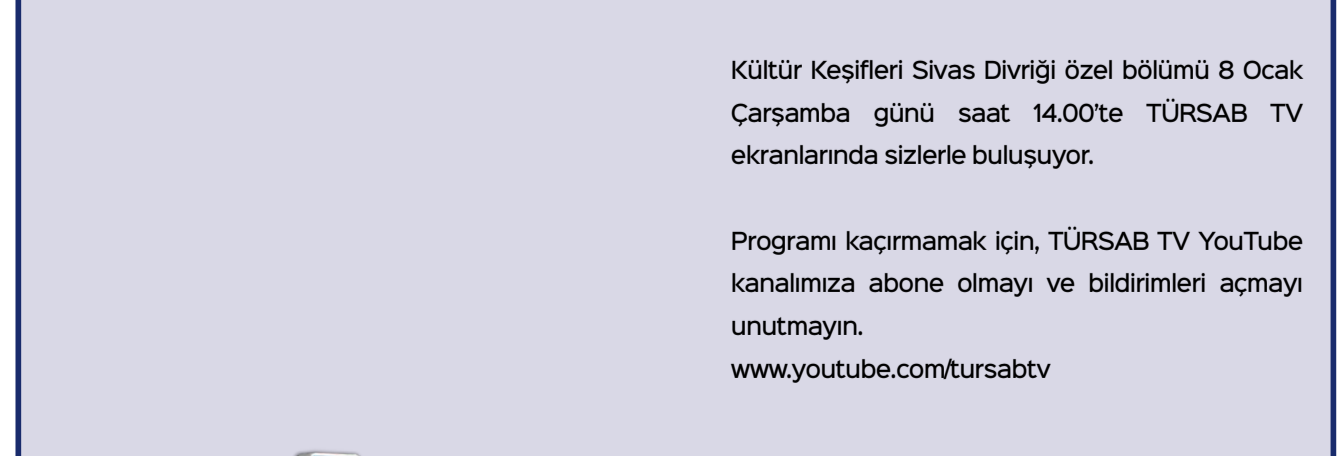 Kültür Keşifleri Sivas Divriği özel bölümü 8 Ocak
Çarşamba günü saat 14.00’te TÜRSAB TV
ekranlarında sizlerle buluşuyor.
Programı kaçırmamak için, TÜRSAB TV YouTube
kanalımıza abone olmayı ve bildirimleri açmayı
unutmayın.
www.youtube.com/tursabtv